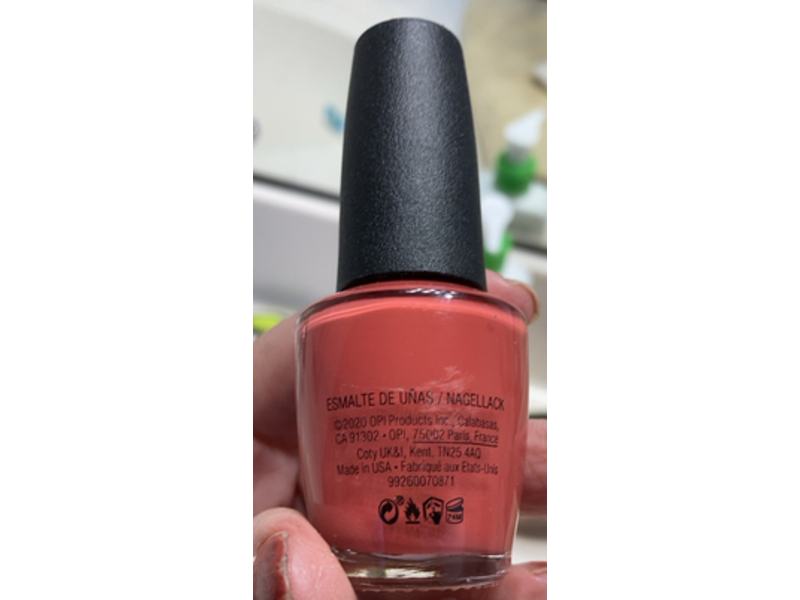 ESMALTE DE UÑAS / NAGELLACK
©2020 OPI Products Inc., Calabasas,
CA 91302 • OPI, 75002 Paris, France
Coty UK&I, Kent, TN25 4AQ
Made in USA • Fabriqué aux Etats-Unis
99260070871
24M